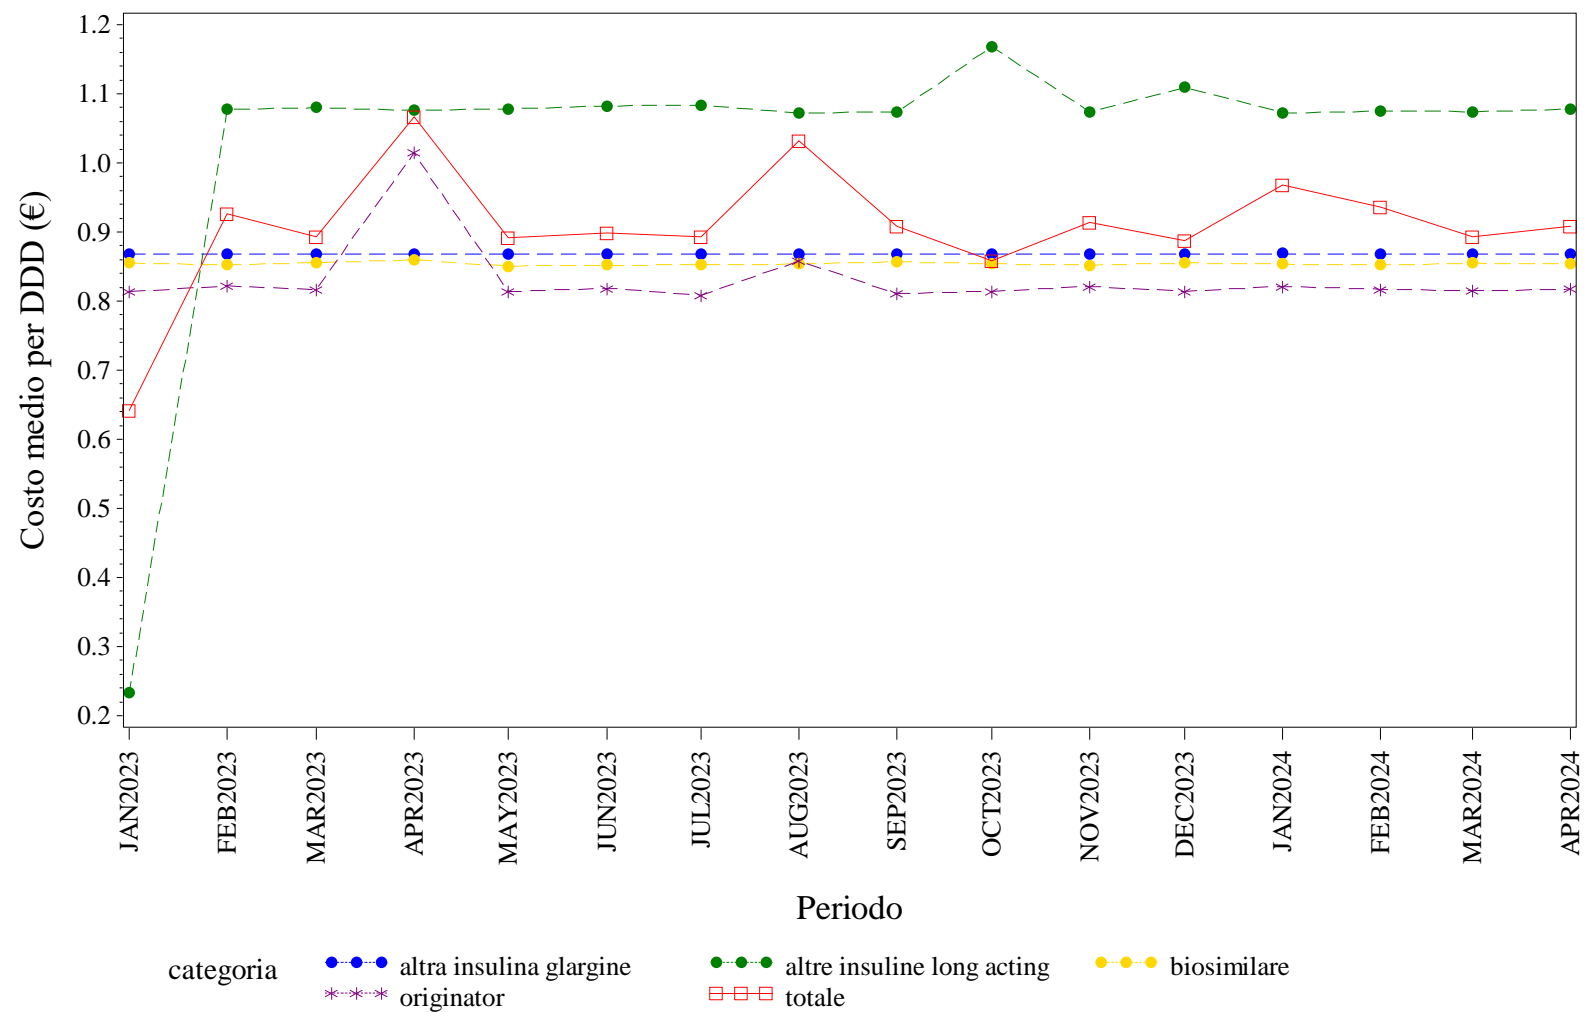 Costo medio per DDD (€)
1.2
1.1
1.0
0.9
0.8
0.7
0.6
0.5
0.4
0.3
0.2
JAN2023
FEB2023
MAR2023
APR2023
MAY2023
JUN2023
JUL2023
AUG2023
SEP2023
OCT2023
NOV2023
DEC2023
JAN2024
FEB2024
MAR2024
APR2024
Periodo
categoria
altra insulina glargine
altre insuline long acting
biosimilare
originator
totale